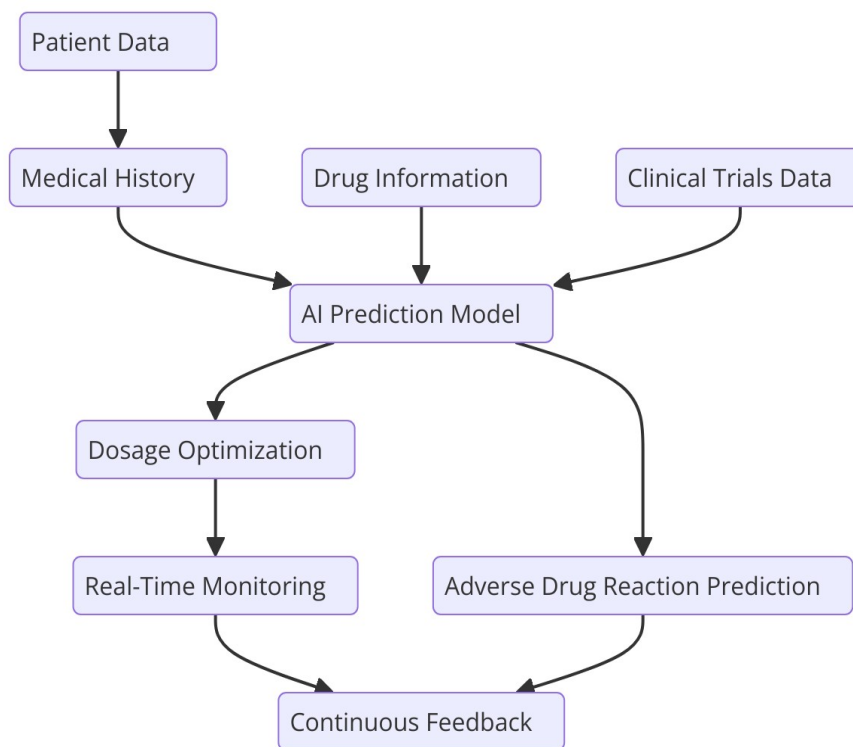 Patient Data
Medical History
Drug Information
Clinical Trials Data
AI Prediction Model
Dosage Optimization
Real-Time Monitoring
Adverse Drug Reaction Prediction
Continuous Feedback